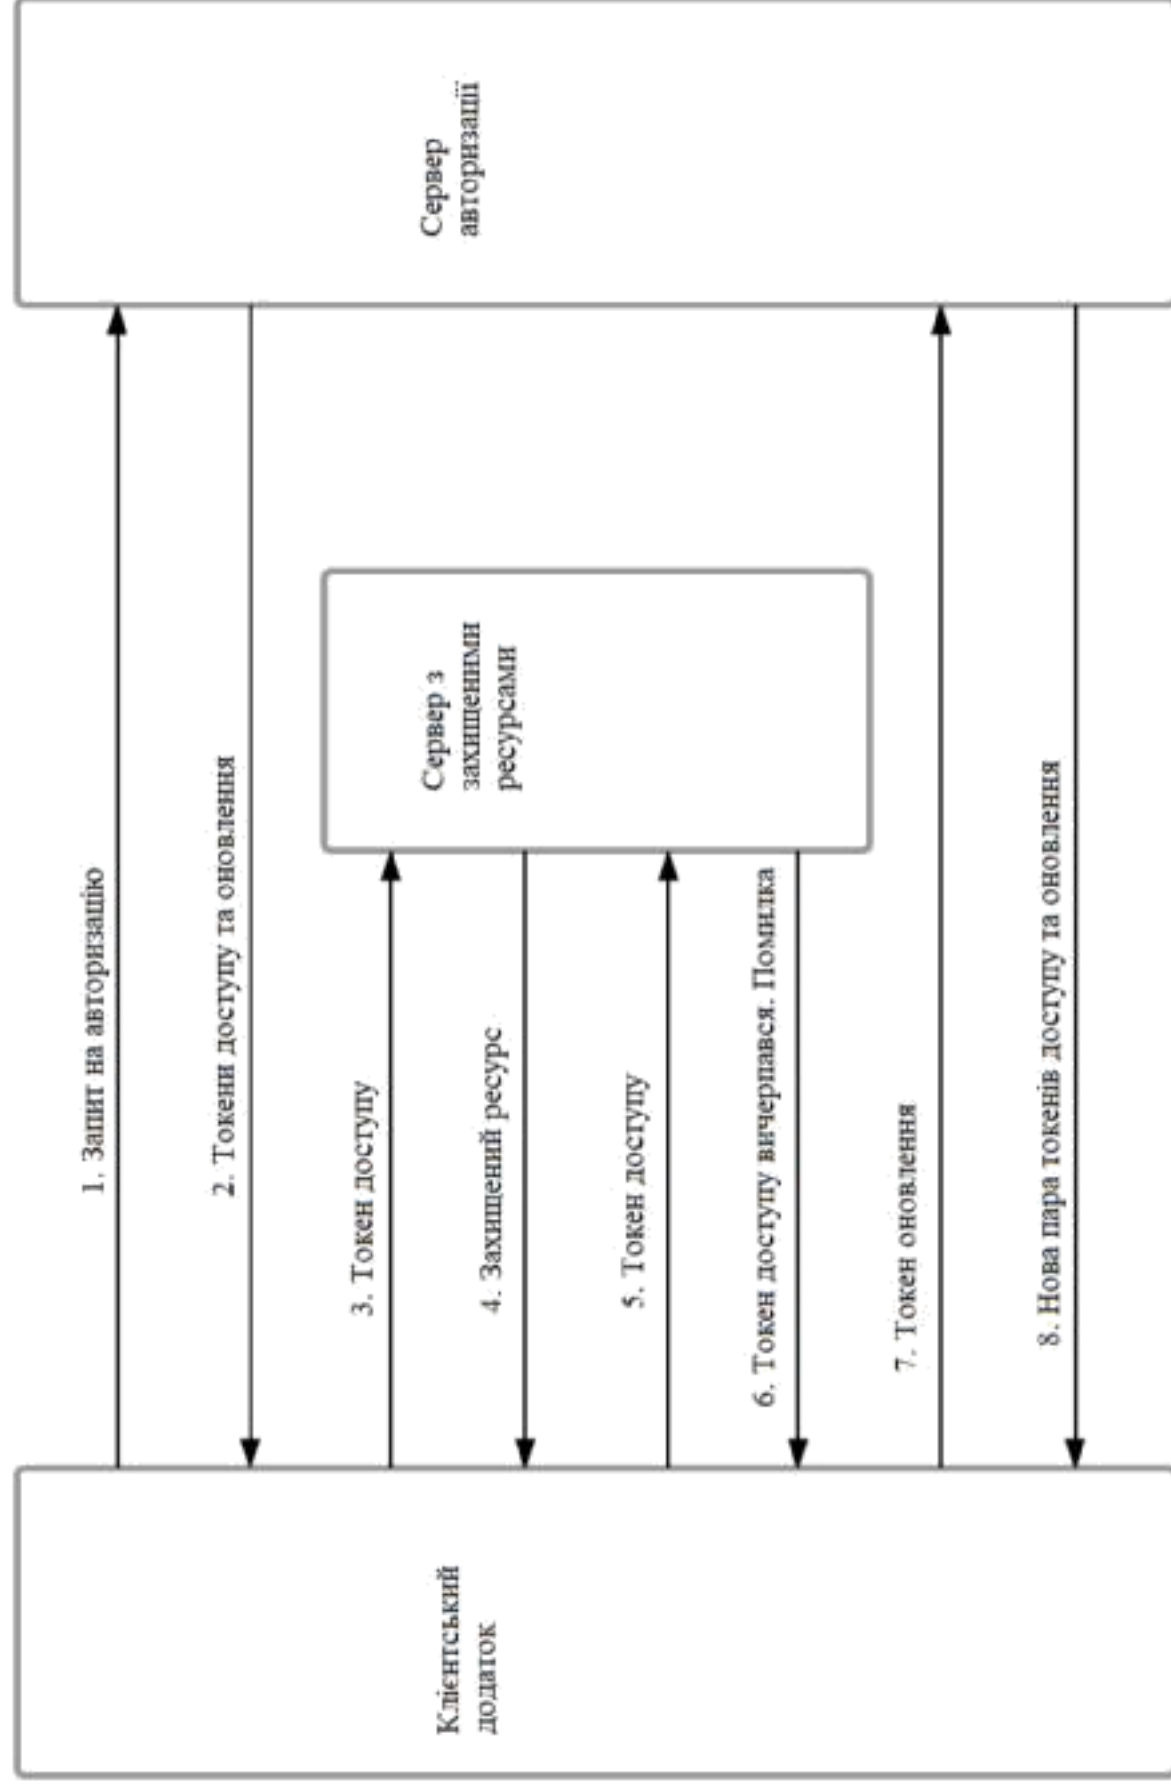 Клієнтський
додаток
1. Запит на авторизацію
2. Токени доступу та оновлення
3. Токен доступу
4. Захищений ресурс
5. Токен доступу
6. Токен доступу вичерпався. Помилка
7. Токен оновлення
8. Нова пара токенів доступу та оновлення
Сервер з
захищеними
ресурсами
Сервер
авторизації